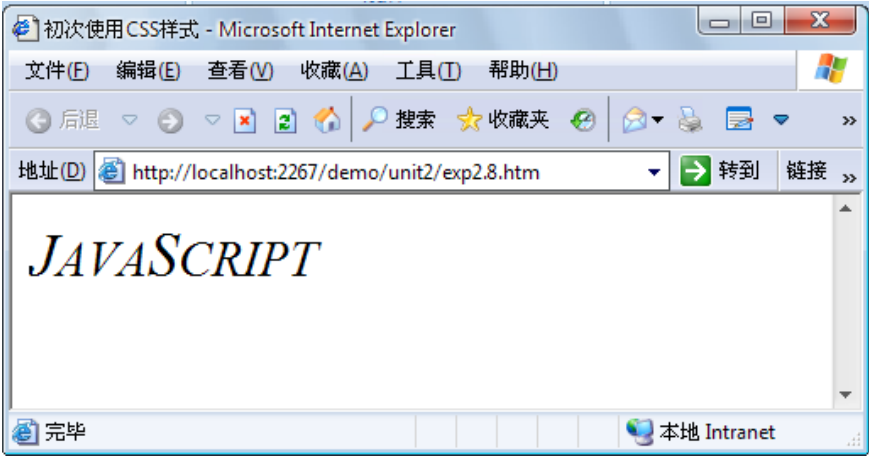 初次使用CSS样式 - Microsoft Internet Explorer
文件(F) 编辑(E) 查看(V) 收藏(A) 工具(T) 帮助(H)
后退 搜索 收藏夹 »
地址(D) http://localhost:2267/demo/unit2/exp2.8.htm 转到 链接 »
JAVASCRIPT
完毕 本地 Intranet